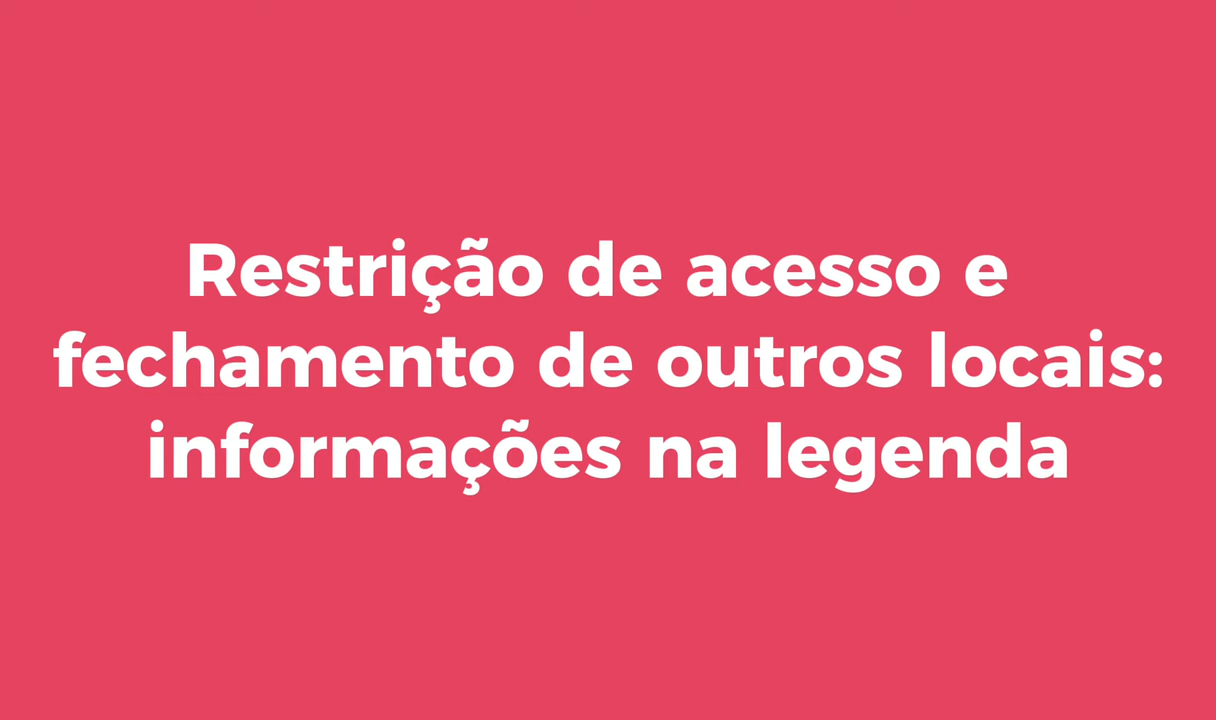 Restrição de acesso e
fechamento de outros locais:
informações na legenda